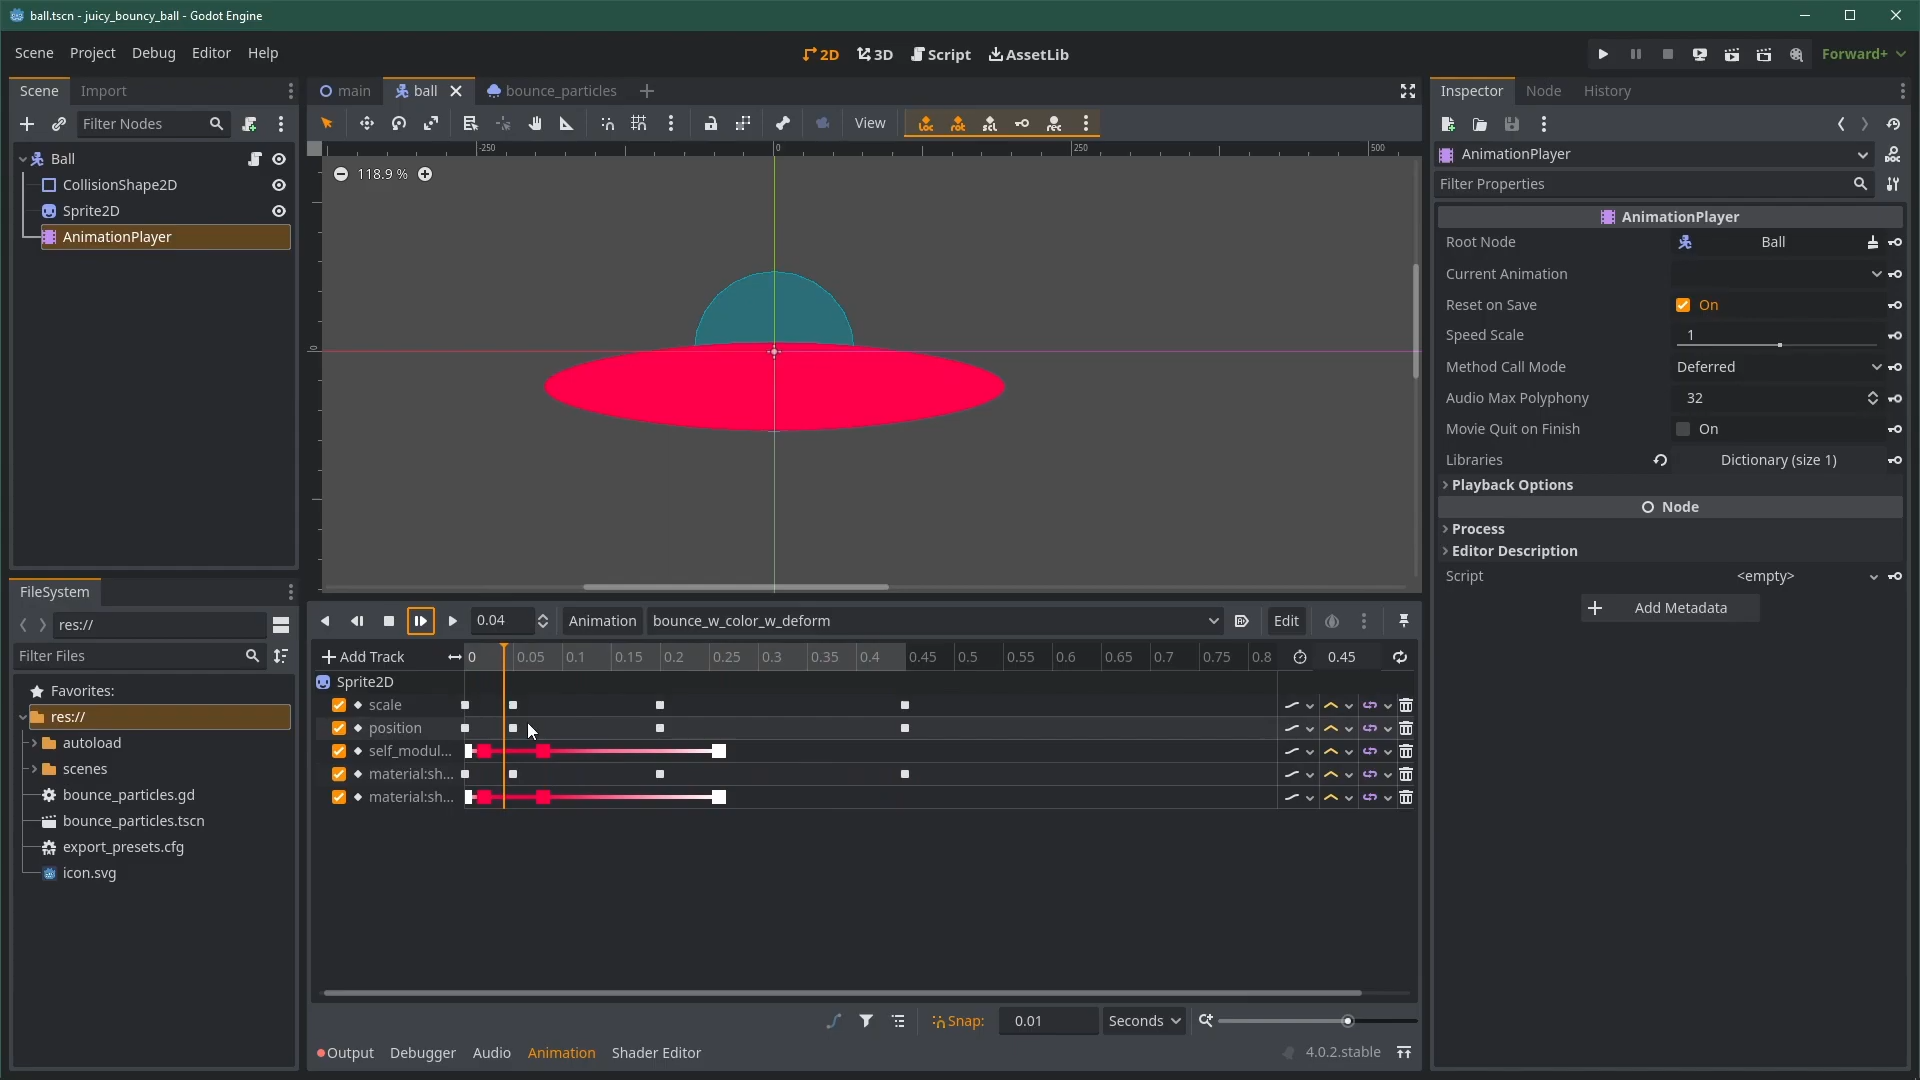 ball.tscn - juicy_bouncy_ball - Godot Engine
Scene Project Debug Editor Help
2D 3D Script AssetLib
Forward+
Scene Import
Filter Nodes
Ball
CollisionShape2D
Sprite2D
AnimationPlayer
FileSystem
res://
Filter Files
Favorites:
res://
autoload
scenes
bounce_particles.gd
bounce_particles.tscn
export_presets.cfg
icon.svg
main ball bounce_particles
View
-250 0 250 500
0
118.9 %
0.04 Animation bounce_w_color_w_deform Edit
Add Track 0 0.05 0.1 0.15 0.2 0.25 0.3 0.35 0.4 0.45 0.5 0.55 0.6 0.65 0.7 0.75 0.8 0.45
Sprite2D
scale
position
self_modul...
material:sh...
material:sh...
Snap: 0.01 Seconds
Output Debugger Audio Animation Shader Editor 4.0.2.stable
Inspector Node History
AnimationPlayer
Filter Properties
AnimationPlayer
Root Node Ball
Current Animation
Reset on Save On
Speed Scale 1
Method Call Mode Deferred
Audio Max Polyphony 32
Movie Quit on Finish On
Libraries Dictionary (size 1)
Playback Options
Node
Process
Editor Description
Script <empty>
Add Metadata